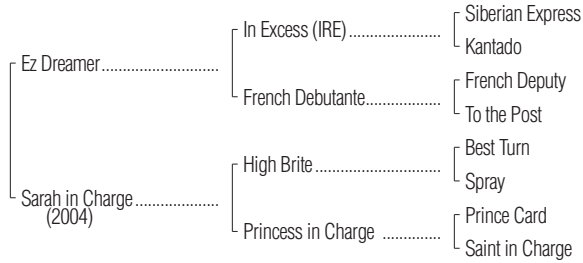 Siberian Express
In Excess (IRE)
Kantado
Ez Dreamer
French Deputy
French Debutante
To the Post
Best Turn
High Brite
Spray
Sarah in Charge
(2004)
Prince Card
Princess in Charge
Saint in Charge